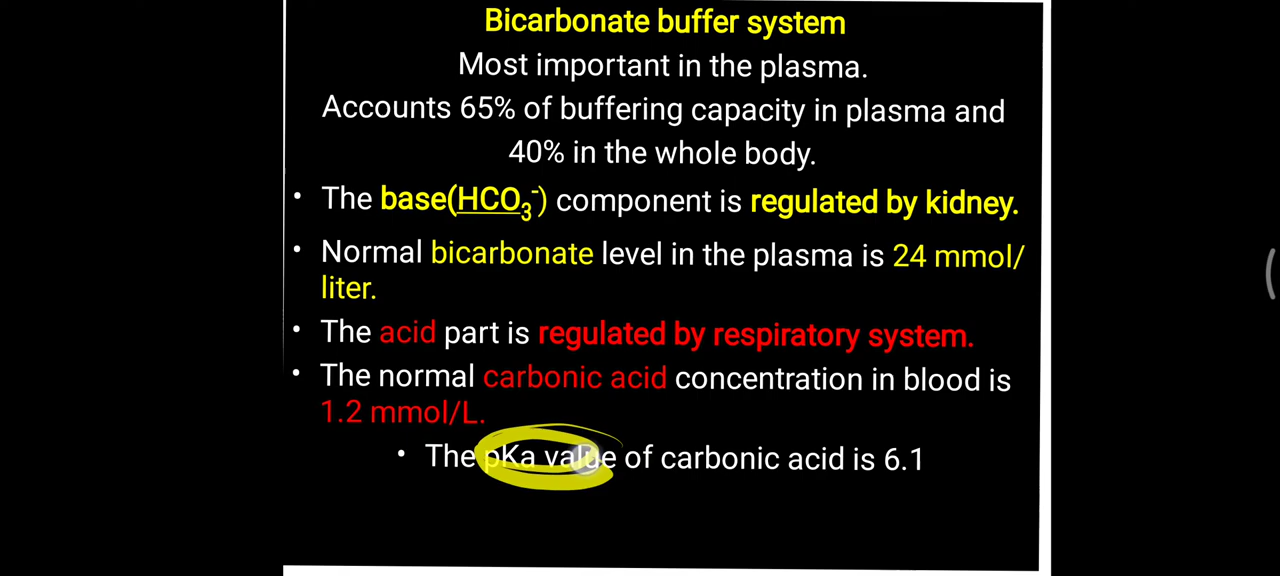 Bicarbonate buffer system
Most important in the plasma.
Accounts 65% of buffering capacity in plasma and
40% in the whole body.
• The base(HCO₃⁻) component is regulated by kidney.
• Normal bicarbonate level in the plasma is 24 mmol/
liter.
• The acid part is regulated by respiratory system.
• The normal carbonic acid concentration in blood is
1.2 mmol/L.
• The pKa value of carbonic acid is 6.1